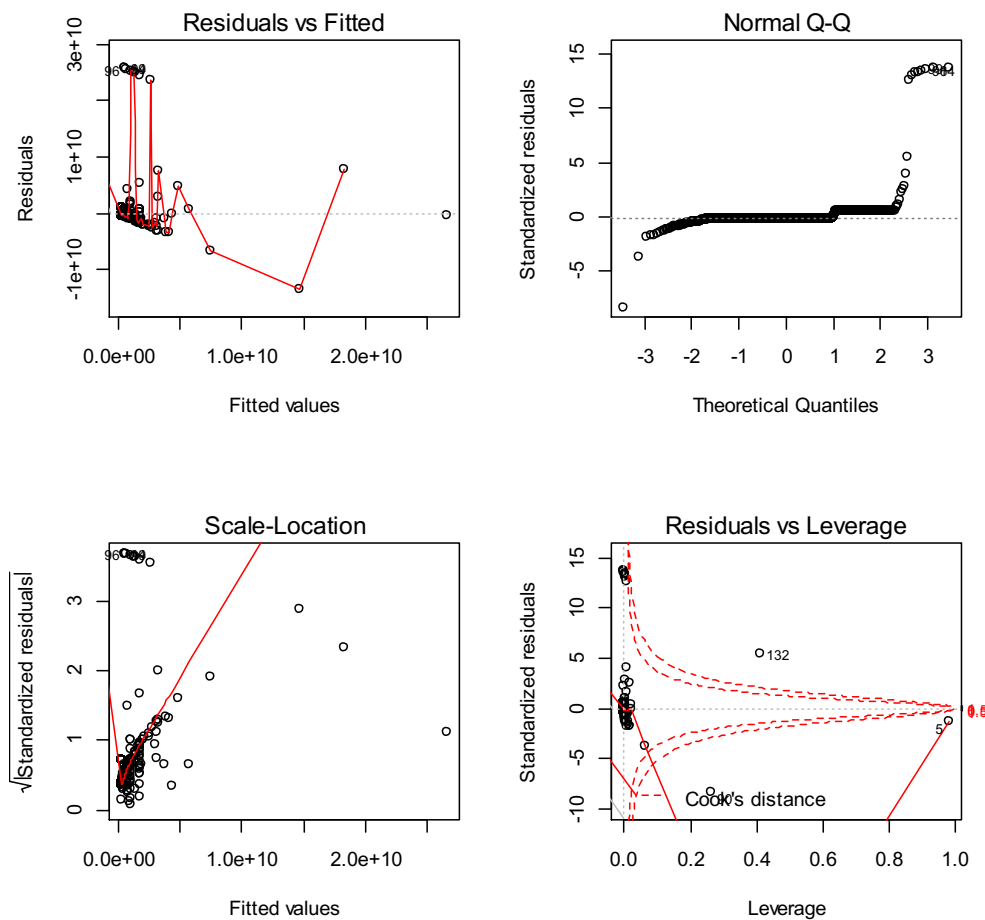 Residuals vs Fitted
Residuals
-1e+10 1e+10 3e+10
96
0.0e+00 1.0e+10 2.0e+10
Fitted values
Normal Q-Q
Standardized residuals
-5 0 5 10 15
-3 -2 -1 0 1 2 3
Theoretical Quantiles
Scale-Location
√|Standardized residuals|
0 1 2 3
96
0.0e+00 1.0e+10 2.0e+10
Fitted values
Residuals vs Leverage
Standardized residuals
-10 -5 0 5 10 15
132
5
Cook's distance
0.0 0.2 0.4 0.6 0.8 1.0
Leverage